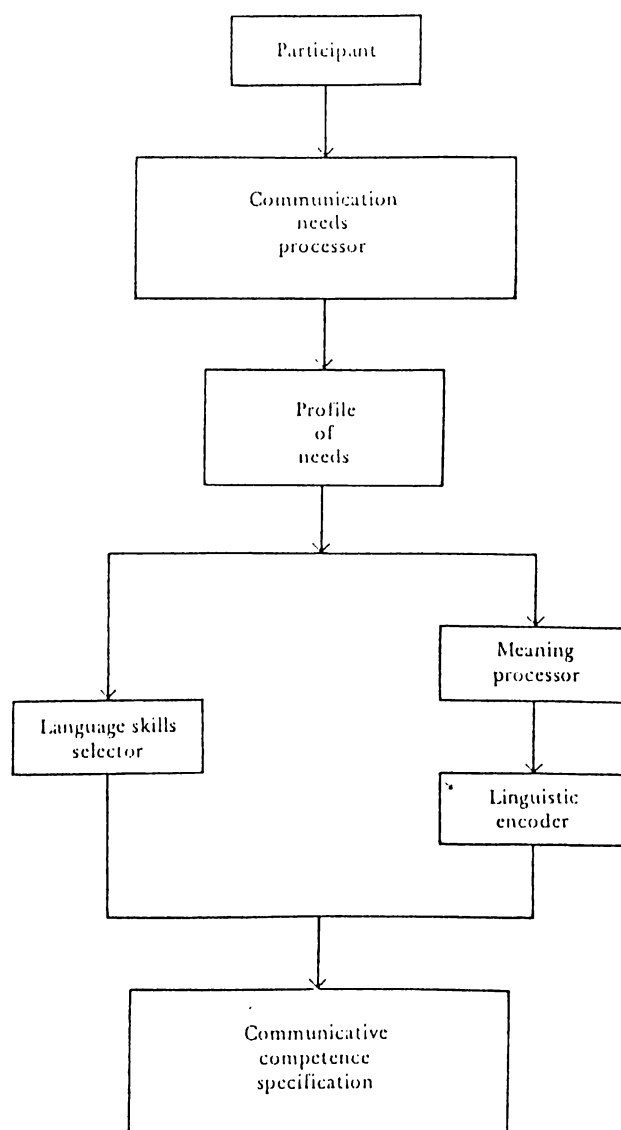 Participant
Communication
needs
processor
Profile
of
needs
Meaning
processor
Language skills
selector
Linguistic
encoder
Communicative
competence
specification